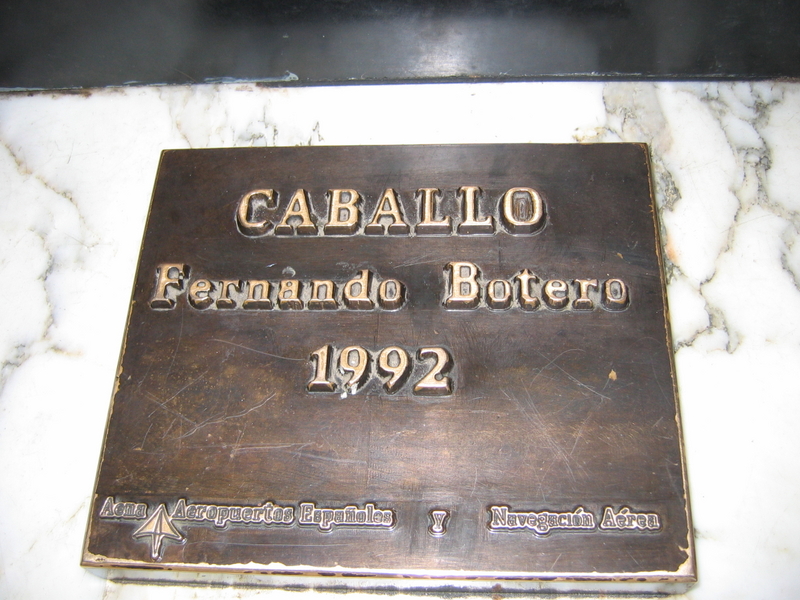 CABALLO
Fernando Botero
1992
Aena Aeropuertos Españoles y Navegación Aérea